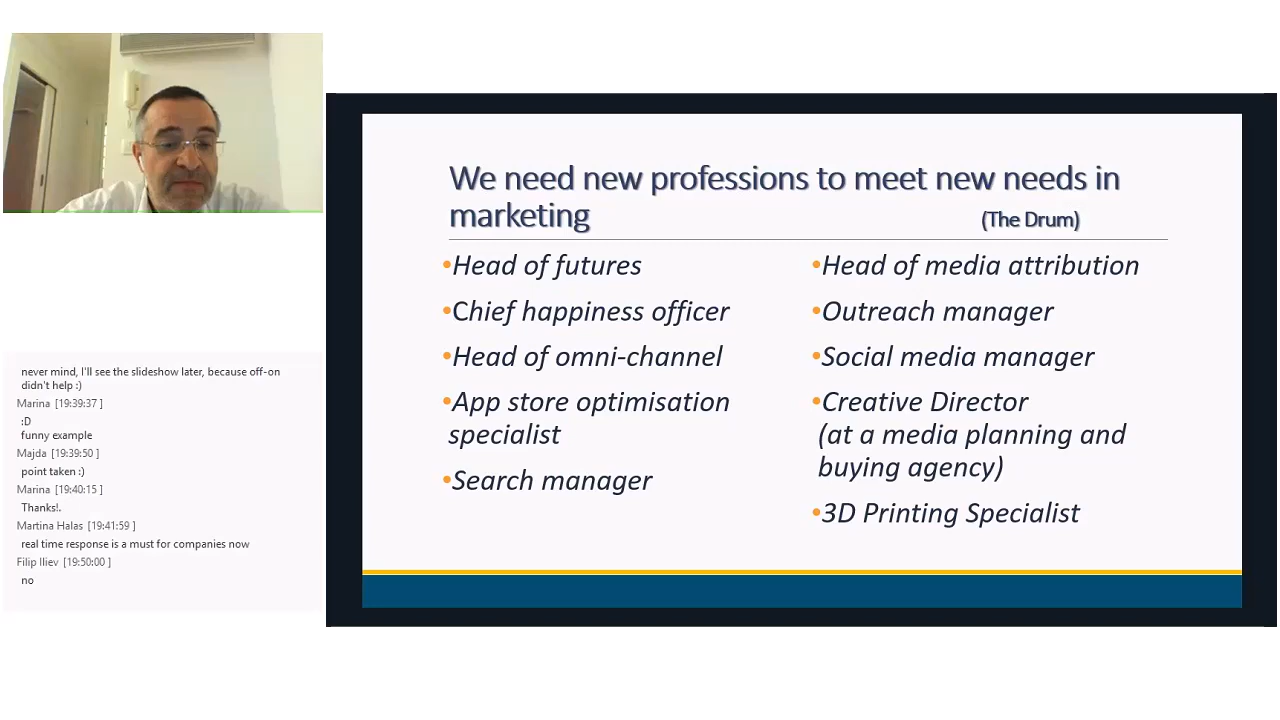 never mind, I'll see the slideshow later, because off-on
didn't help :)
Marina [19:39:37 ]
:D
funny example
Majda [19:39:50 ]
point taken :)
Marina [19:40:15 ]
Thanks!.
Martina Halas [19:41:59 ]
real time response is a must for companies now
Filip Iliev [19:50:00 ]
no
We need new professions to meet new needs in
marketing (The Drum)
•Head of futures
•Chief happiness officer
•Head of omni-channel
•App store optimisation
specialist
•Search manager
•Head of media attribution
•Outreach manager
•Social media manager
•Creative Director
(at a media planning and
buying agency)
•3D Printing Specialist